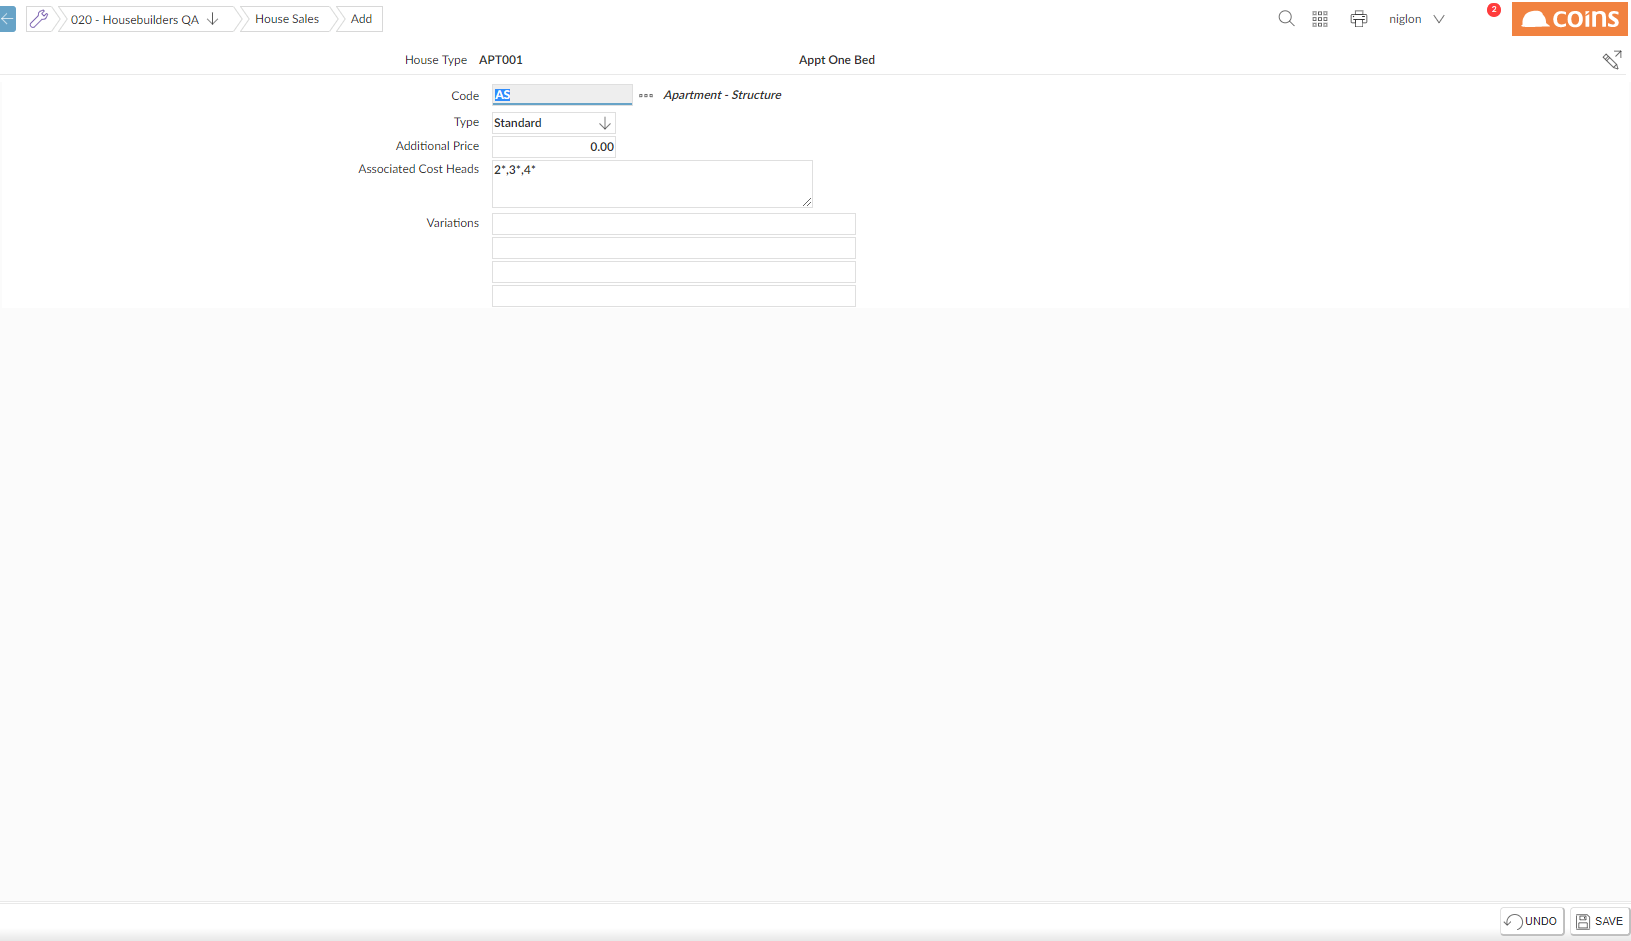 020 - Housebuilders QA House Sales Add niglon 2 COINS
House Type APT001 Appt One Bed
Code AS Apartment - Structure
Type Standard
Additional Price 0.00
Associated Cost Heads 2*,3*,4*
Variations
UNDO SAVE